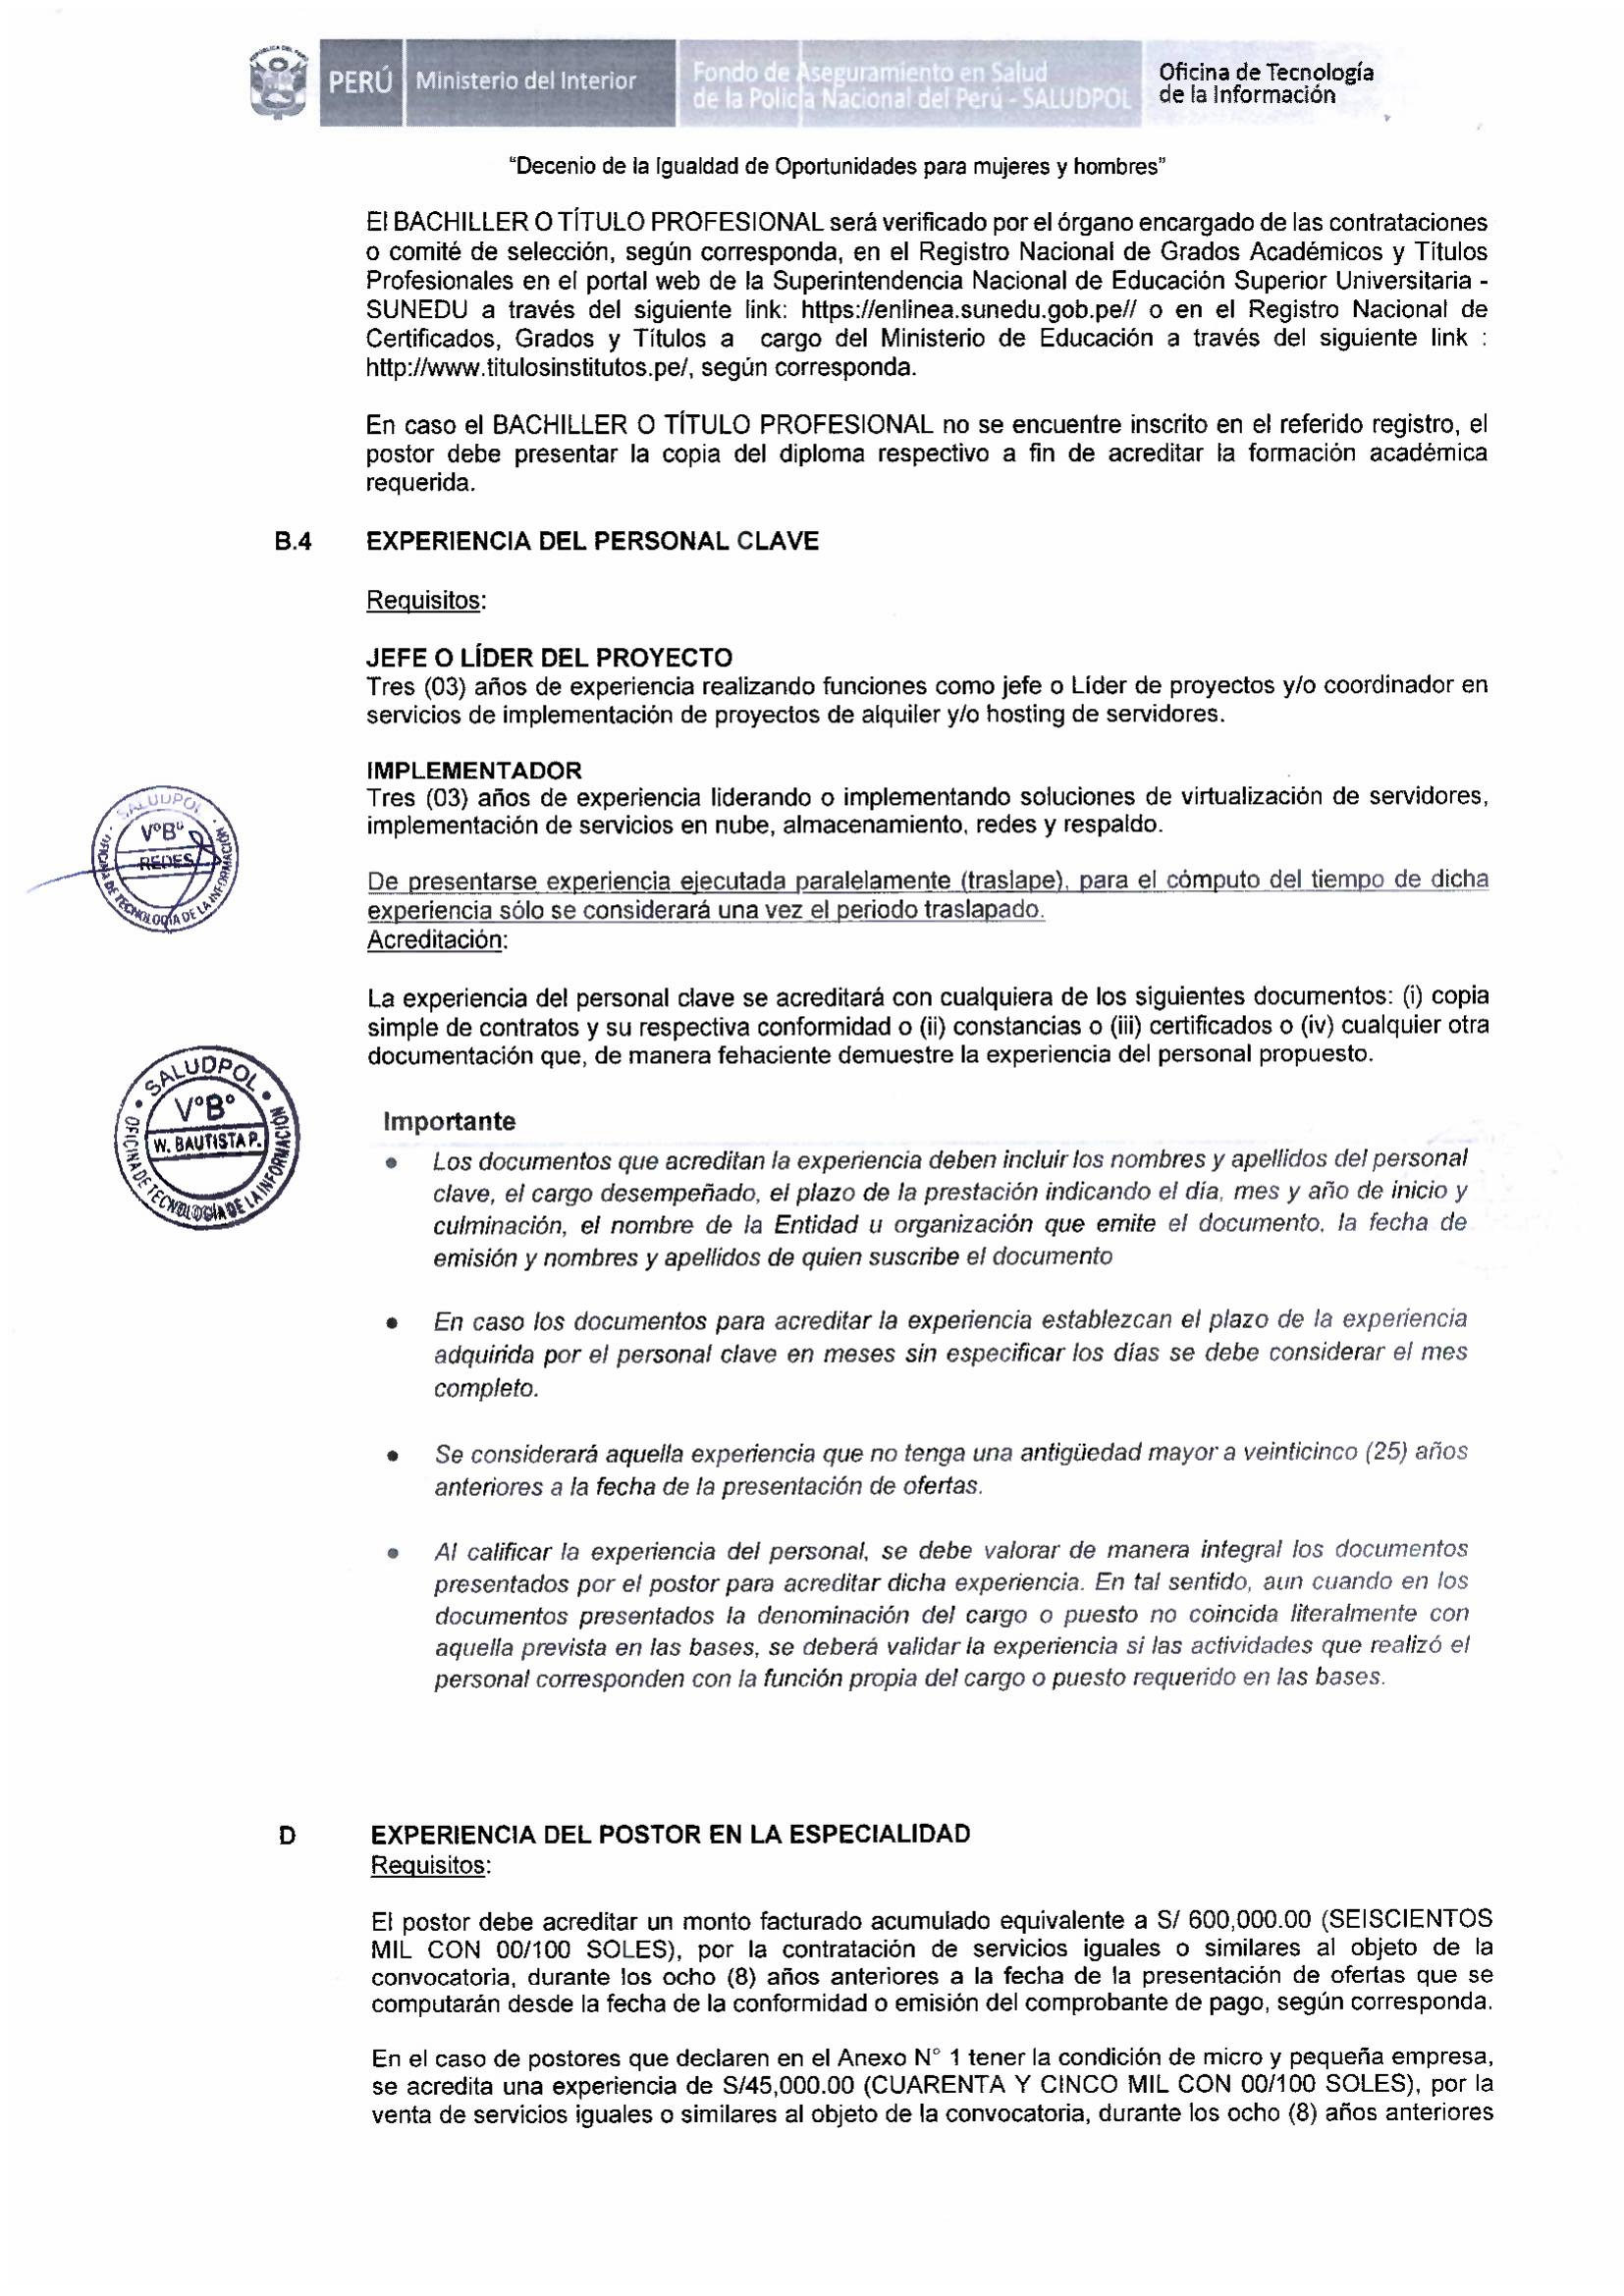 PERÚ Ministerio del Interior Fondo de Aseguramiento en Salud de la Policía Nacional del Perú - SALUDPOL Oficina de Tecnología de la Información
"Decenio de la Igualdad de Oportunidades para mujeres y hombres"
El BACHILLER O TÍTULO PROFESIONAL será verificado por el órgano encargado de las contrataciones
o comité de selección, según corresponda, en el Registro Nacional de Grados Académicos y Títulos
Profesionales en el portal web de la Superintendencia Nacional de Educación Superior Universitaria -
SUNEDU a través del siguiente link: https://enlinea.sunedu.gob.pe// o en el Registro Nacional de
Certificados, Grados y Títulos a cargo del Ministerio de Educación a través del siguiente link :
http://www.titulosinstitutos.pe/, según corresponda.
En caso el BACHILLER O TÍTULO PROFESIONAL no se encuentre inscrito en el referido registro, el
postor debe presentar la copia del diploma respectivo a fin de acreditar la formación académica
requerida.
B.4 EXPERIENCIA DEL PERSONAL CLAVE
Requisitos:
JEFE O LÍDER DEL PROYECTO
Tres (03) años de experiencia realizando funciones como jefe o Líder de proyectos y/o coordinador en
servicios de implementación de proyectos de alquiler y/o hosting de servidores.
IMPLEMENTADOR
Tres (03) años de experiencia liderando o implementando soluciones de virtualización de servidores,
implementación de servicios en nube, almacenamiento, redes y respaldo.
SALUDPOL
V°B°
REDES
OFICINA DE TECNOLOGÍA DE LA INFORMACIÓN
De presentarse experiencia ejecutada paralelamente (traslape), para el cómputo del tiempo de dicha
experiencia sólo se considerará una vez el periodo traslapado.
Acreditación:
La experiencia del personal clave se acreditará con cualquiera de los siguientes documentos: (i) copia
simple de contratos y su respectiva conformidad o (ii) constancias o (iii) certificados o (iv) cualquier otra
documentación que, de manera fehaciente demuestre la experiencia del personal propuesto.
SALUDPOL
V°B°
W. BAUTISTA P.
OFICINA DE TECNOLOGÍA DE LA INFORMACIÓN
Importante
• Los documentos que acreditan la experiencia deben incluir los nombres y apellidos del personal
clave, el cargo desempeñado, el plazo de la prestación indicando el día, mes y año de inicio y
culminación, el nombre de la Entidad u organización que emite el documento, la fecha de
emisión y nombres y apellidos de quien suscribe el documento
• En caso los documentos para acreditar la experiencia establezcan el plazo de la experiencia
adquirida por el personal clave en meses sin especificar los días se debe considerar el mes
completo.
• Se considerará aquella experiencia que no tenga una antigüedad mayor a veinticinco (25) años
anteriores a la fecha de la presentación de ofertas.
• Al calificar la experiencia del personal, se debe valorar de manera integral los documentos
presentados por el postor para acreditar dicha experiencia. En tal sentido, aun cuando en los
documentos presentados la denominación del cargo o puesto no coincida literalmente con
aquella prevista en las bases, se deberá validar la experiencia si las actividades que realizó el
personal corresponden con la función propia del cargo o puesto requerido en las bases.
D EXPERIENCIA DEL POSTOR EN LA ESPECIALIDAD
Requisitos:
El postor debe acreditar un monto facturado acumulado equivalente a S/ 600,000.00 (SEISCIENTOS
MIL CON 00/100 SOLES), por la contratación de servicios iguales o similares al objeto de la
convocatoria, durante los ocho (8) años anteriores a la fecha de la presentación de ofertas que se
computarán desde la fecha de la conformidad o emisión del comprobante de pago, según corresponda.
En el caso de postores que declaren en el Anexo N° 1 tener la condición de micro y pequeña empresa,
se acredita una experiencia de S/45,000.00 (CUARENTA Y CINCO MIL CON 00/100 SOLES), por la
venta de servicios iguales o similares al objeto de la convocatoria, durante los ocho (8) años anteriores